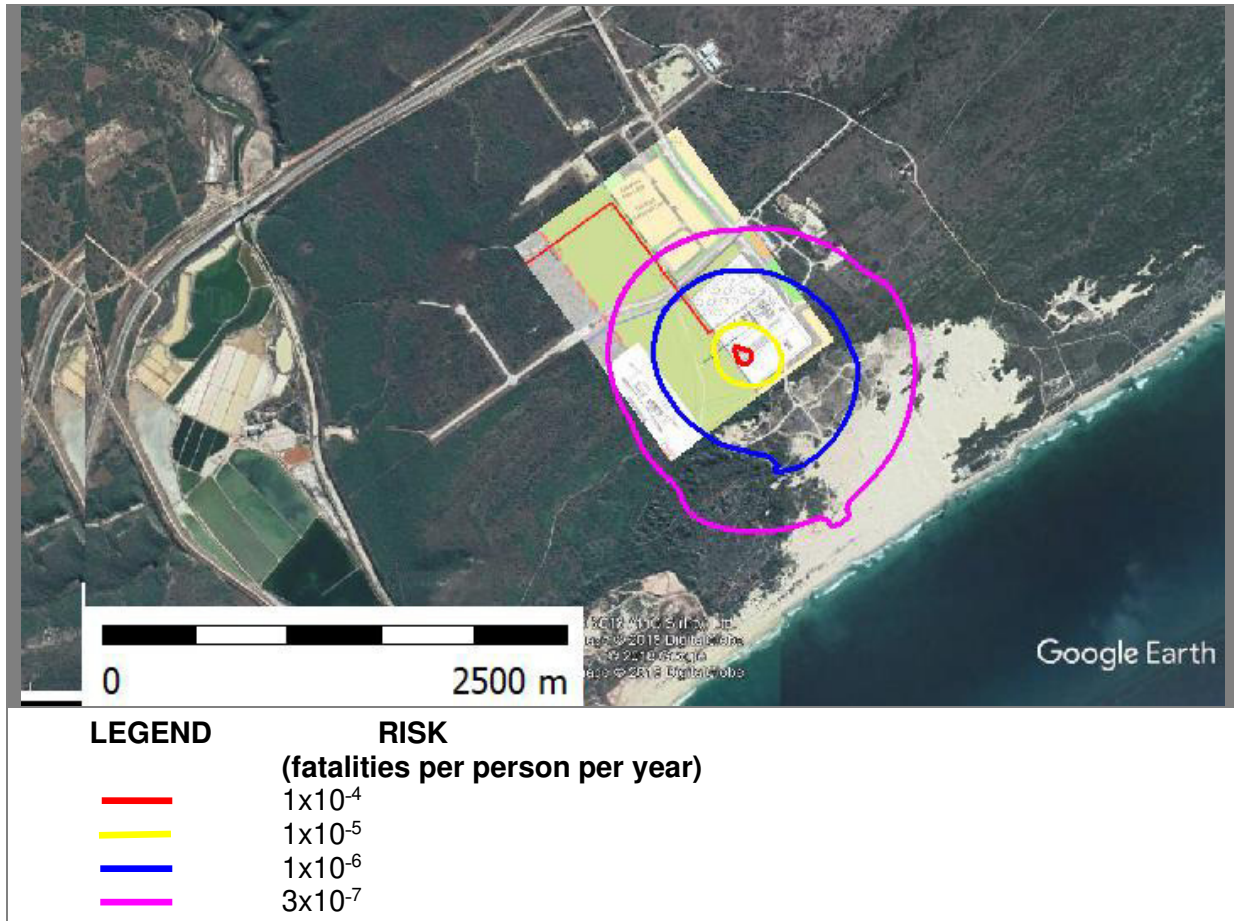 Google Earth
0 2500 m
LEGEND RISK
(fatalities per person per year)
1x10⁻⁴
1x10⁻⁵
1x10⁻⁶
3x10⁻⁷